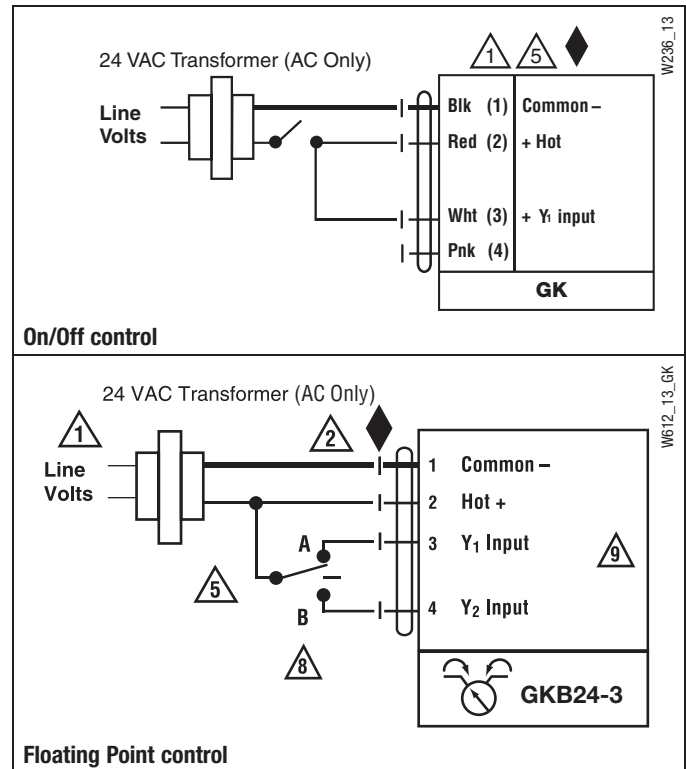 W236_13
24 VAC Transformer (AC Only)
1 5
Line
Volts
Blk (1) Common –
Red (2) + Hot
Wht (3) + Y₁ input
Pnk (4)
GK
On/Off control
W612_13_GK
24 VAC Transformer (AC Only)
1
2
Line
Volts
1 Common –
2 Hot +
A
3 Y₁ Input
9
5
B
4 Y₂ Input
8
GKB24-3
Floating Point control